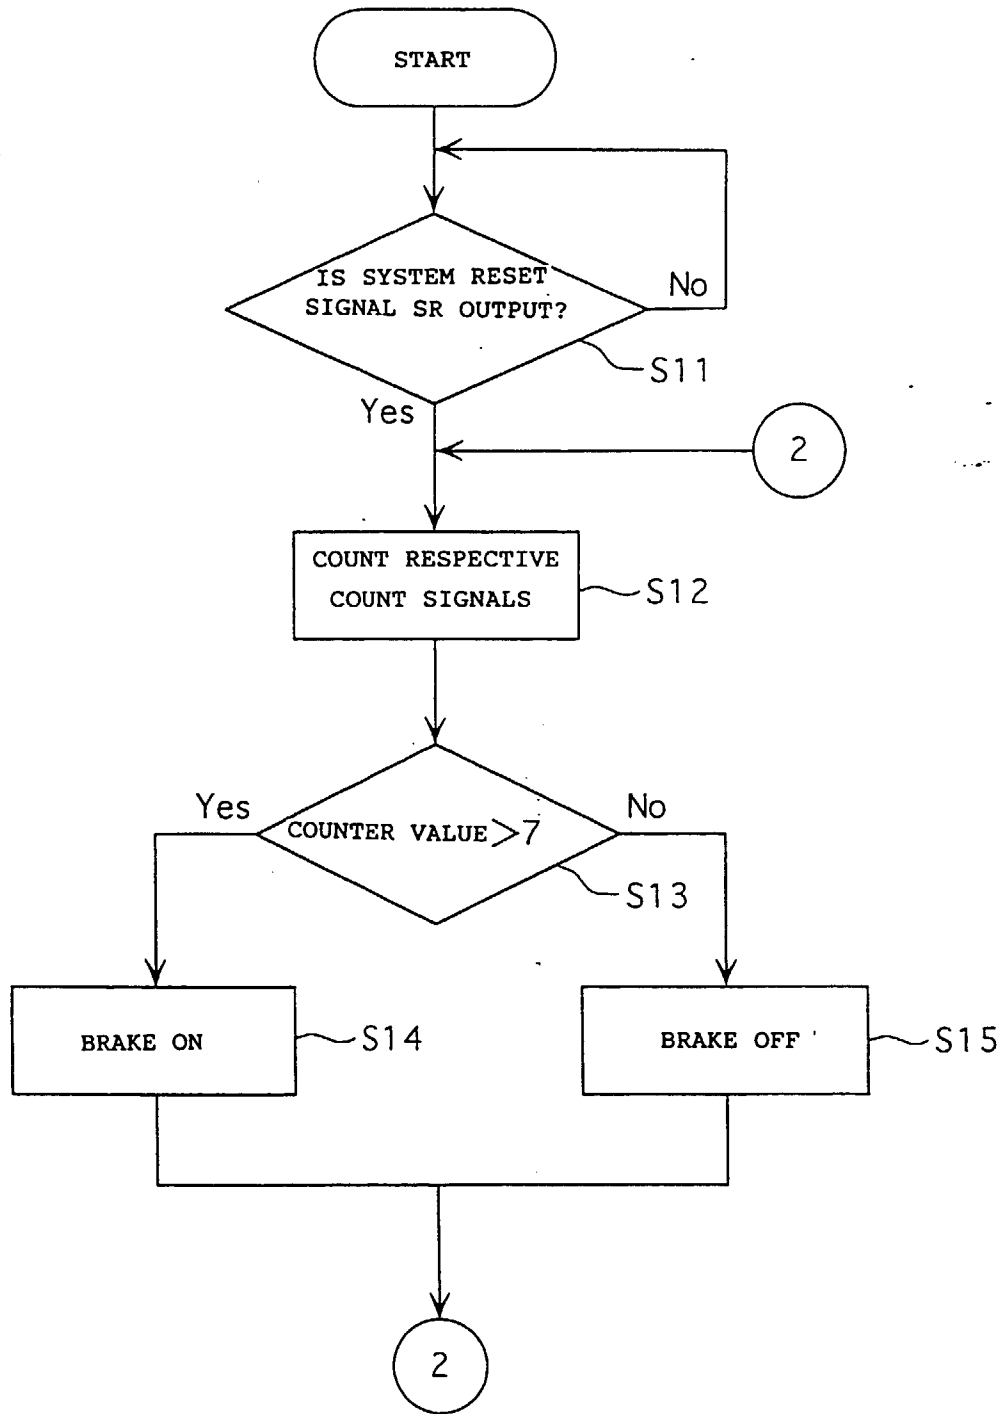 START
IS SYSTEM RESET
SIGNAL SR OUTPUT?
No
S11
Yes
2
COUNT RESPECTIVE
COUNT SIGNALS
S12
Yes
No
COUNTER VALUE>7
S13
BRAKE ON
S14
BRAKE OFF
S15
2